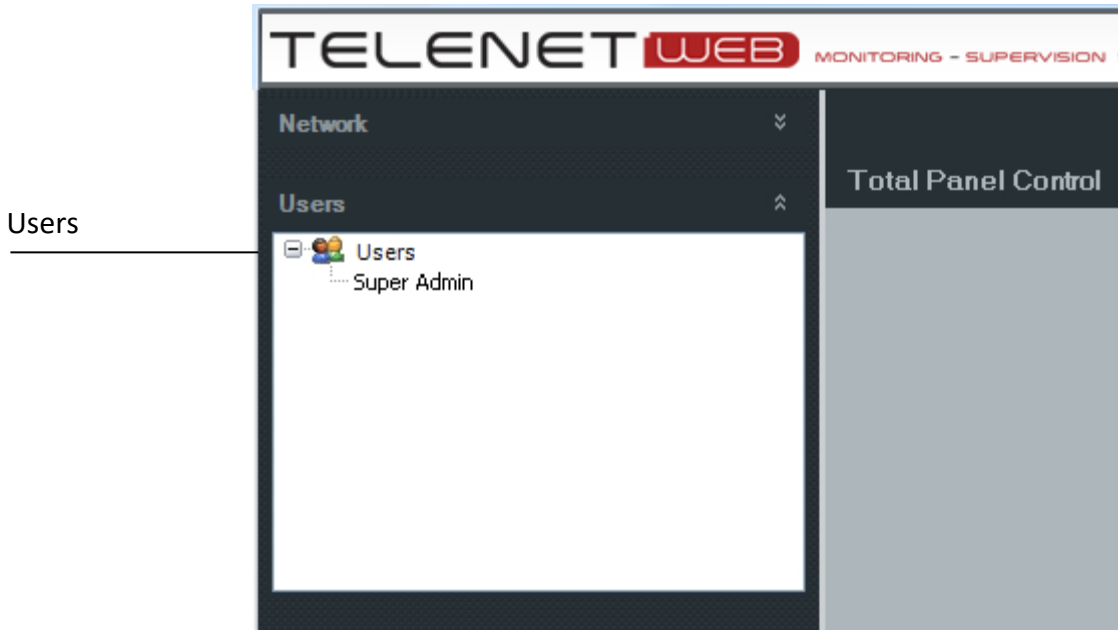 TELENET WEB MONITORING - SUPERVISION
Network
Total Panel Control
Users
Users
Users
Super Admin